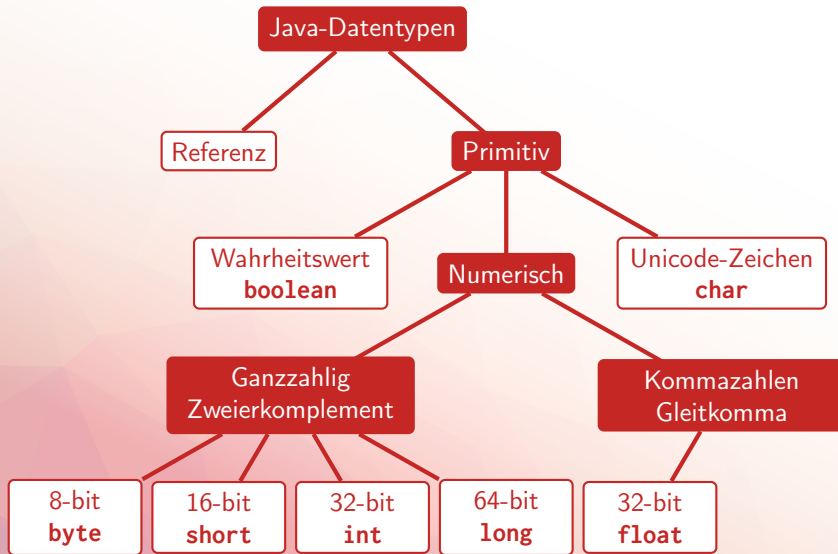 Java-Datentypen
Referenz
Primitiv
Wahrheitswert
boolean
Numerisch
Unicode-Zeichen
char
Ganzzahlig
Zweierkomplement
Kommazahlen
Gleitkomma
8-bit
byte
16-bit
short
32-bit
int
64-bit
long
32-bit
float